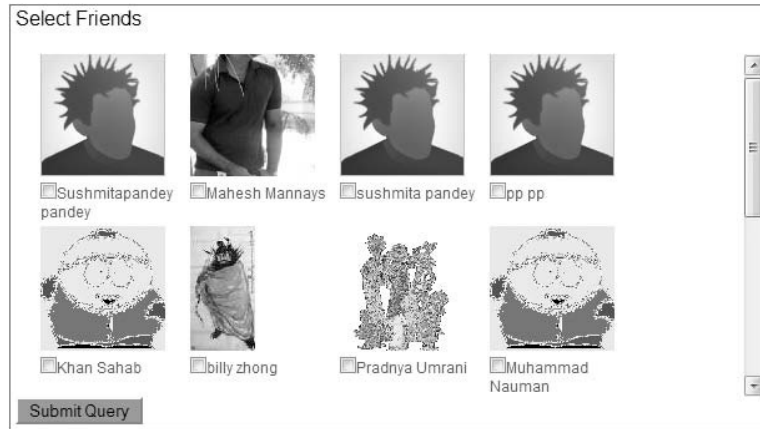 Select Friends
Sushmitapandey
pandey
Mahesh Mannays
sushmita pandey
pp pp
Khan Sahab
billy zhong
Pradnya Umrani
Muhammad
Nauman
Submit Query